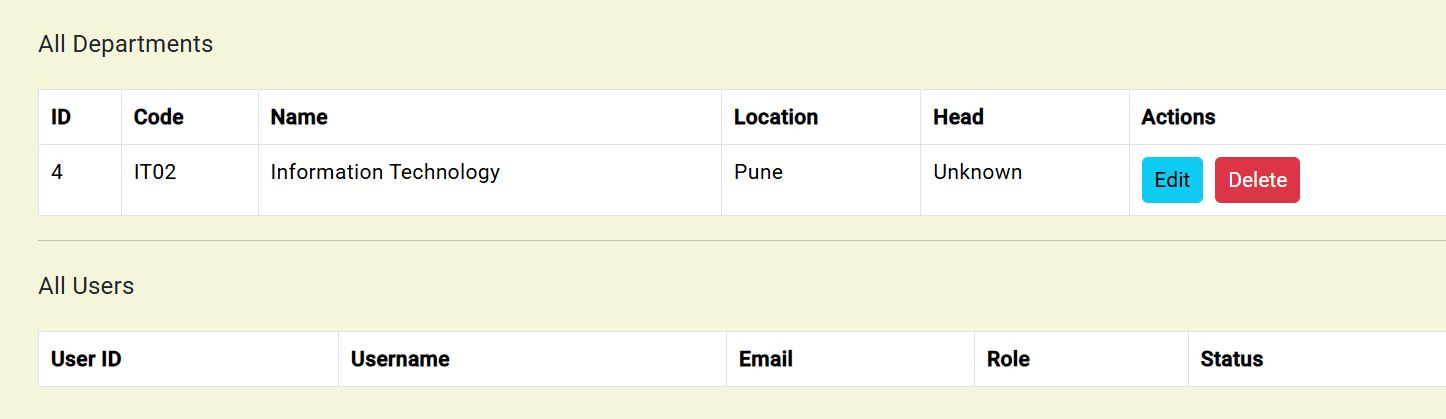 All Departments
ID Code Name Location Head Actions
4 IT02 Information Technology Pune Unknown Edit Delete
All Users
User ID Username Email Role Status